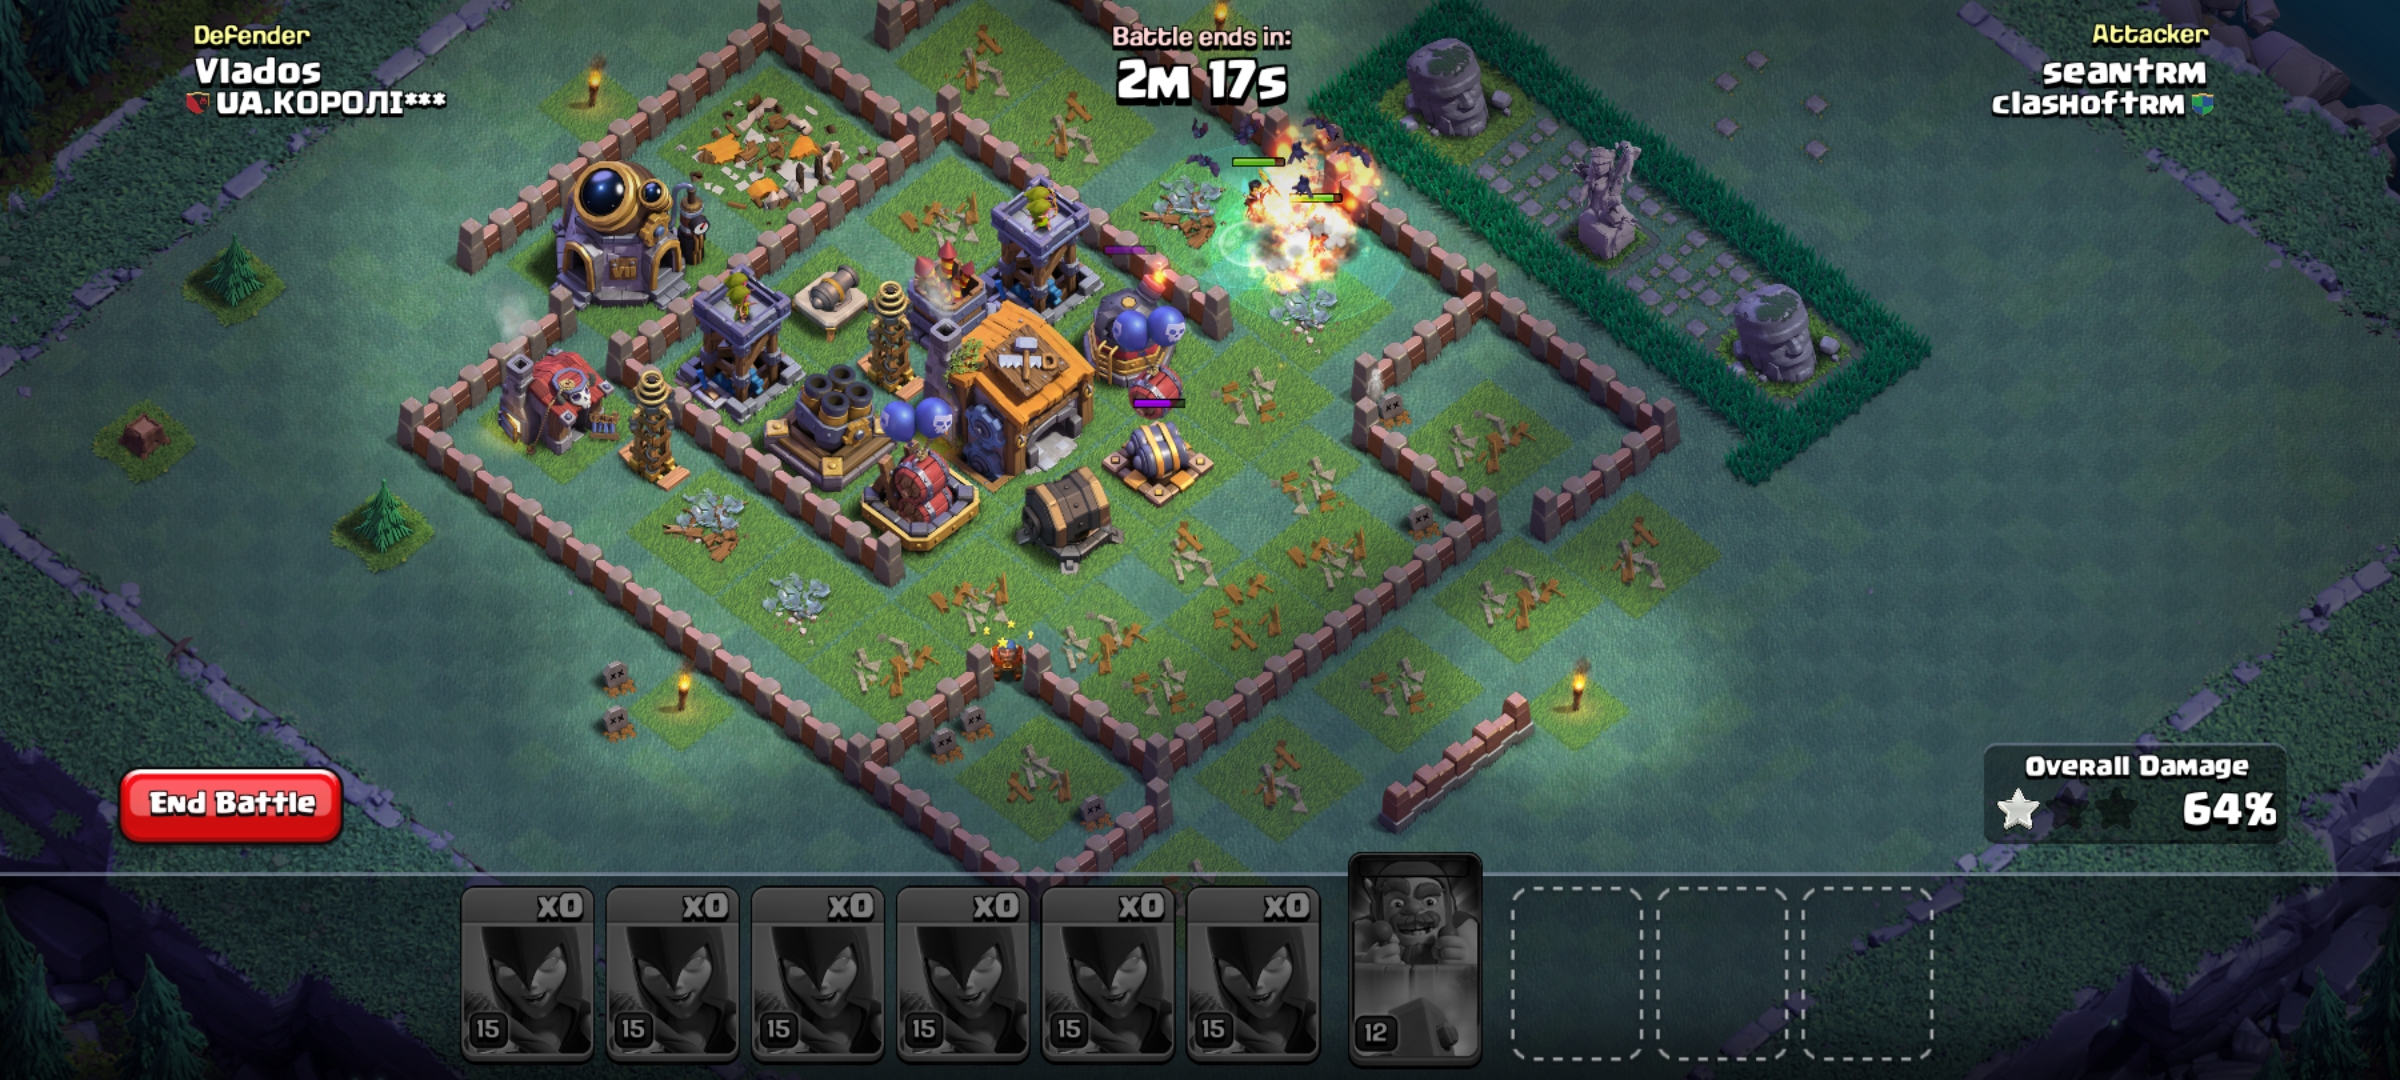 Defender
Vlados
UA.КОРОЛІ***
Battle ends in:
2M 17s
Attacker
seantRM
clashoftRM
VII
End Battle
Overall Damage
64%
x0 x0 x0 x0 x0 x0
15 15 15 15 15 15 12